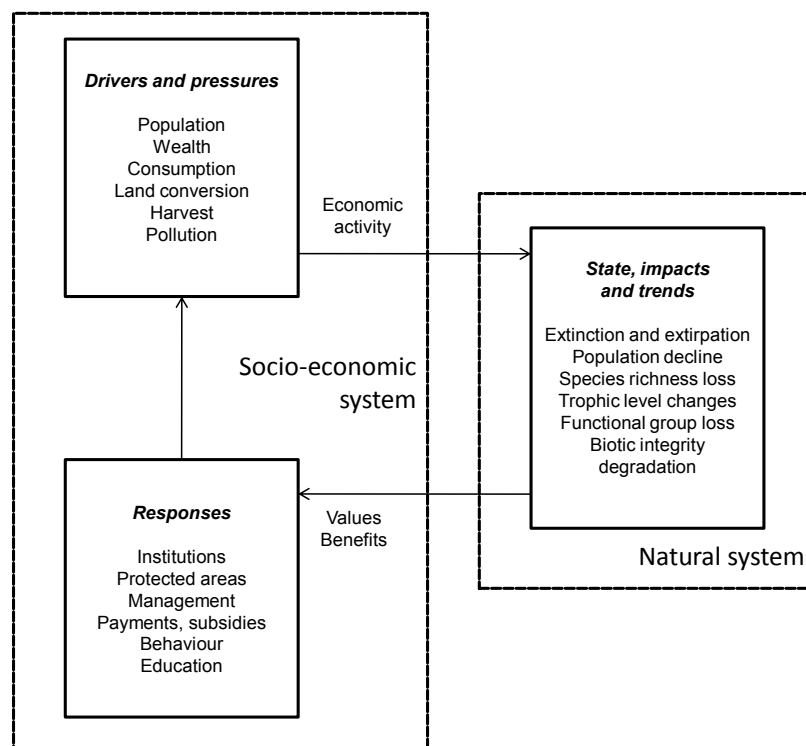 Drivers and pressures
Population
Wealth
Consumption
Land conversion
Harvest
Pollution
Economic
activity
State, impacts
and trends
Extinction and extirpation
Population decline
Species richness loss
Trophic level changes
Functional group loss
Biotic integrity
degradation
Socio-economic
system
Responses
Institutions
Protected areas
Management
Payments, subsidies
Behaviour
Education
Values
Benefits
Natural system